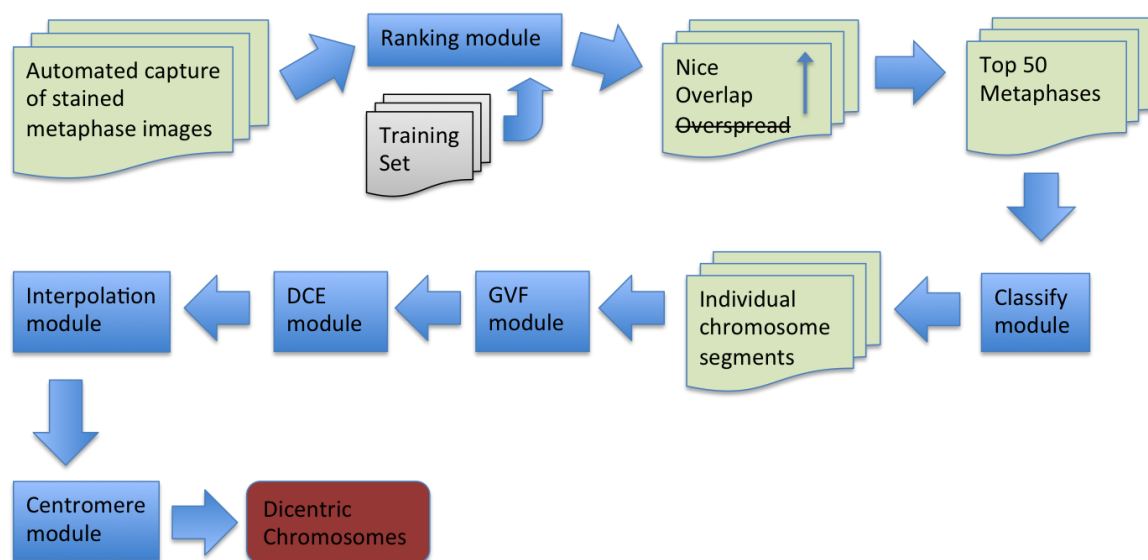 Automated capture
of stained
metaphase images
Ranking module
Training
Set
Nice
Overlap
Overspread
Top 50
Metaphases
Interpolation
module
DCE
module
GVF
module
Individual
chromosome
segments
Classify
module
Centromere
module
Dicentric
Chromosomes